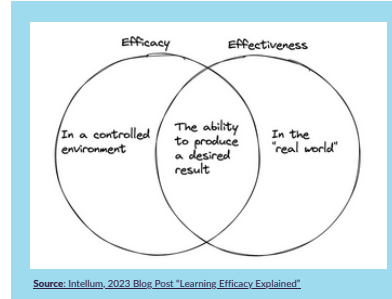 Efficacy
Effectiveness
In a controlled
environment
The ability
to produce
a desired
result
In the
"real world"
Source: Intellum, 2023 Blog Post "Learning Efficacy Explained"